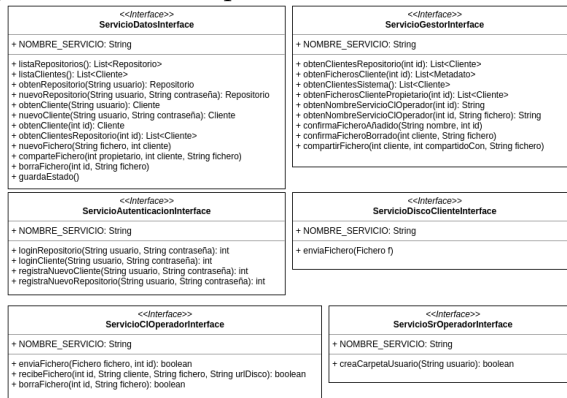 <<Interface>>
ServicioDatosInterface
+ NOMBRE_SERVICIO: String
+ listaRepositorios(): List<Repositorio>
+ listaClientes(): List<Cliente>
+ obtenRepositorio(String usuario): Repositorio
+ nuevoRepositorio(String usuario, String contraseña): Repositorio
+ obtenCliente(String usuario): Cliente
+ nuevoCliente(String usuario, String contraseña): Cliente
+ obtenCliente(int id): Cliente
+ obtenClientesRepositorio(int id): List<Cliente>
+ nuevoFichero(String fichero, int cliente)
+ comparteFichero(int propietario, int cliente, String fichero)
+ borraFichero(int id, String fichero)
+ guardaEstado()
<<Interface>>
ServicioGestorInterface
+ NOMBRE_SERVICIO: String
+ obtenClientesRepositorio(int id): List<Cliente>
+ obtenFicherosCliente(int id): List<Metadato>
+ obtenClientesSistema(): List<Cliente>
+ obtenFicherosClientePropietario(int id): List<Cliente>
+ obtenNombreServicioClOperador(int id): String
+ obtenNombreServicioClOperador(int id, String fichero): String
+ confirmaFicheroAñadido(String nombre, int id)
+ confirmaFicheroBorrado(int cliente, String fichero)
+ compartirFichero(int cliente, int compartidoCon, String fichero)
<<Interface>>
ServicioAutenticacionInterface
+ NOMBRE_SERVICIO: String
+ loginRepositorio(String usuario, String contraseña): int
+ loginCliente(String usuario, String contraseña): int
+ registraNuevoCliente(String usuario, String contraseña): int
+ registraNuevoRepositorio(String usuario, String contraseña): int
<<Interface>>
ServicioDiscoClienteInterface
+ NOMBRE_SERVICIO: String
+ enviaFichero(Fichero f)
<<Interface>>
ServicioClOperadorInterface
+ NOMBRE_SERVICIO: String
+ enviaFichero(Fichero fichero, int id): boolean
+ recibeFichero(int id, String cliente, String fichero, String urlDisco): boolean
+ borraFichero(int id, String fichero): boolean
<<Interface>>
ServicioSrOperadorInterface
+ NOMBRE_SERVICIO: String
+ creaCarpetaUsuario(String usuario): boolean